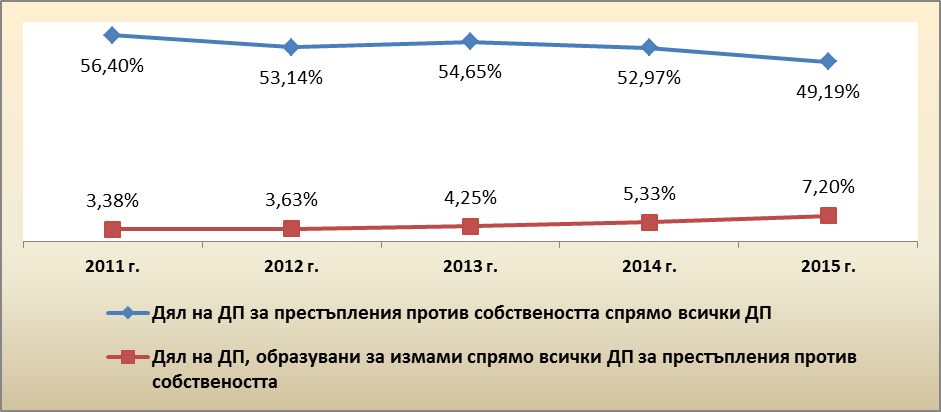 56,40%
53,14%
54,65%
52,97%
49,19%
3,38%
3,63%
4,25%
5,33%
7,20%
2011 г.
2012 г.
2013 г.
2014 г.
2015 г.
Дял на ДП за престъпления против собствеността спрямо всички ДП
Дял на ДП, образувани за измами спрямо всички ДП за престъпления против
собствеността